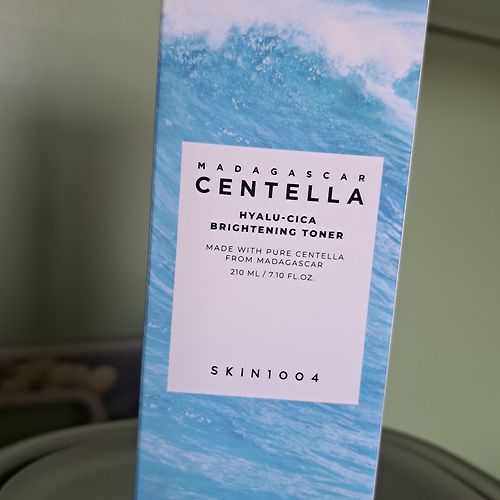 MADAGASCAR
CENTELLA
HYALU-CICA
BRIGHTENING TONER
MADE WITH PURE CENTELLA
FROM MADAGASCAR
210 ML / 7.10 FL.OZ.
SKIN1004